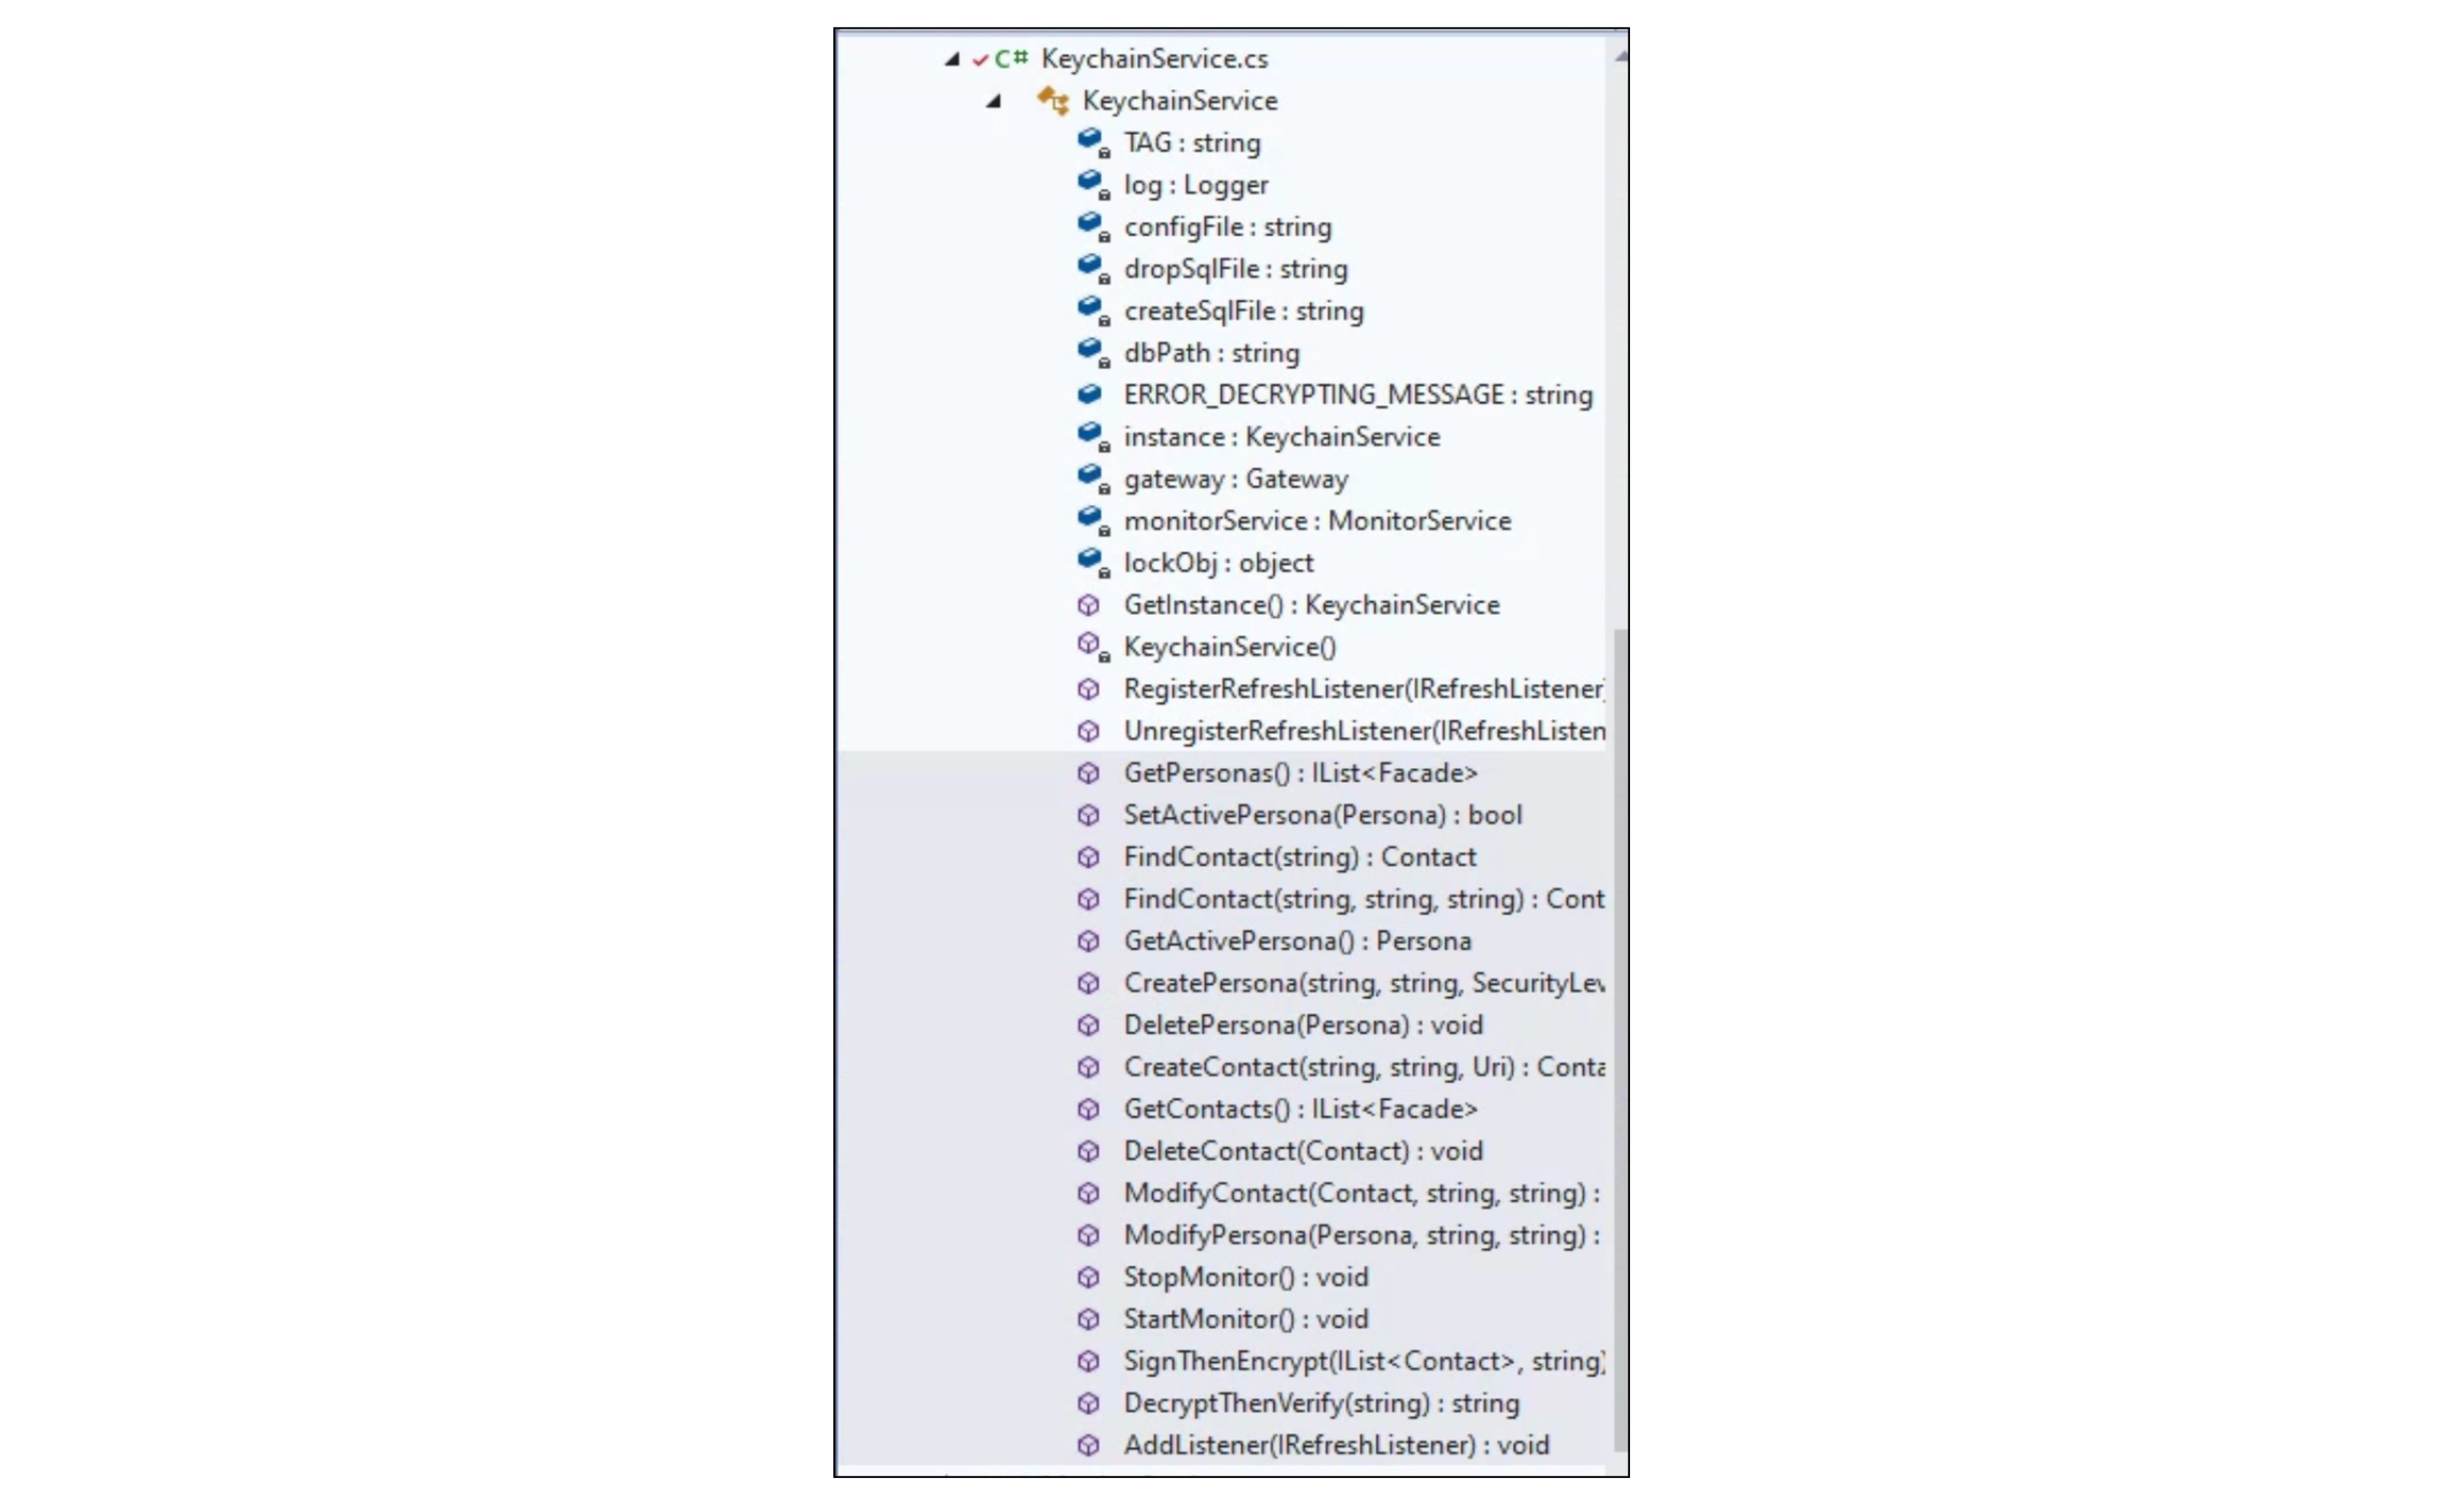 C# KeychainService.cs
KeychainService
TAG : string
log : Logger
configFile : string
dropSqlFile : string
createSqlFile : string
dbPath : string
ERROR_DECRYPTING_MESSAGE : string
instance : KeychainService
gateway : Gateway
monitorService : MonitorService
lockObj : object
GetInstance() : KeychainService
KeychainService()
RegisterRefreshListener(IRefreshListener)
UnregisterRefreshListener(IRefreshListen
GetPersonas() : IList<Facade>
SetActivePersona(Persona) : bool
FindContact(string) : Contact
FindContact(string, string, string) : Cont
GetActivePersona() : Persona
CreatePersona(string, string, SecurityLev
DeletePersona(Persona) : void
CreateContact(string, string, Uri) : Conta
GetContacts() : IList<Facade>
DeleteContact(Contact) : void
ModifyContact(Contact, string, string) :
ModifyPersona(Persona, string, string) :
StopMonitor() : void
StartMonitor() : void
SignThenEncrypt(IList<Contact>, string)
DecryptThenVerify(string) : string
AddListener(IRefreshListener) : void